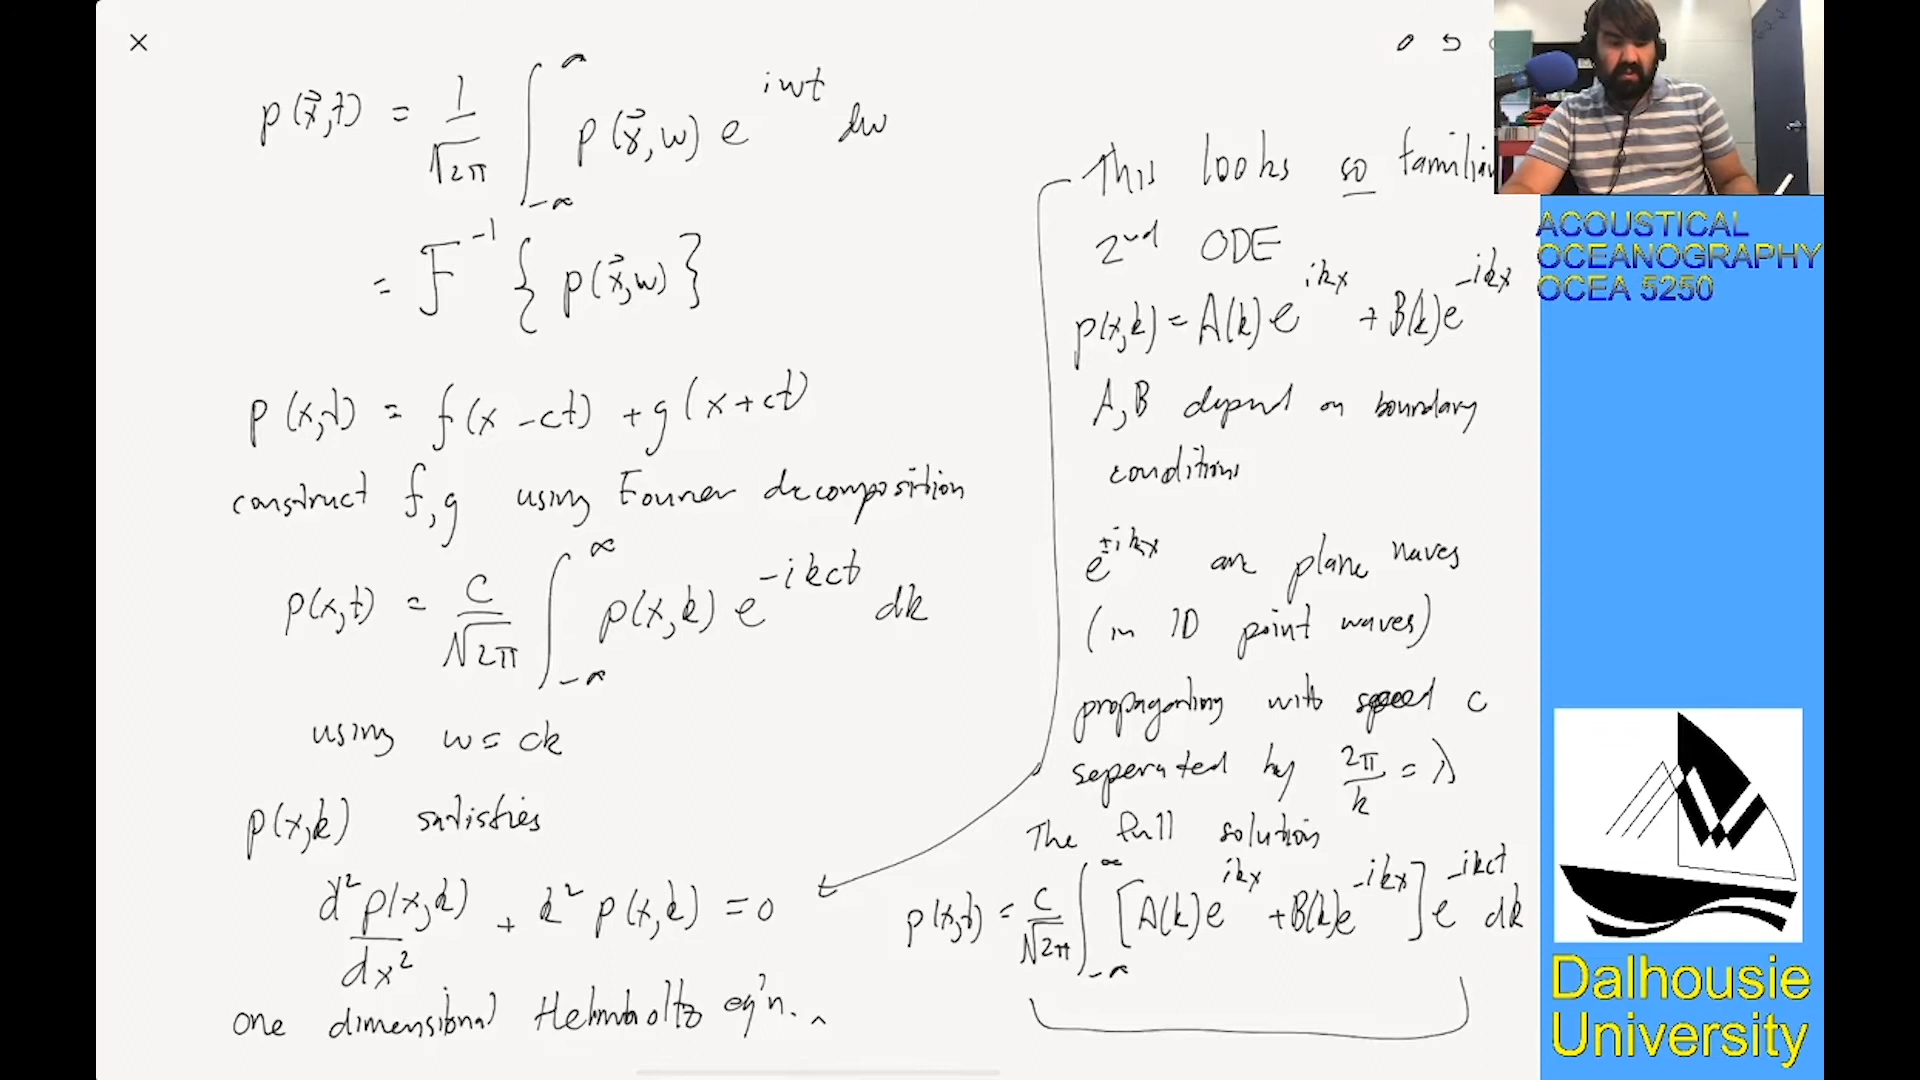 p(x⃗,t) = 1/√2π ∫_{-∞}^{∞} p(x⃗,w) e^{iwt} dw
= F^{-1} { p(x⃗,w) }
p(x,t) = f(x-ct) + g(x+ct)
construct f,g using Fourier decomposition
p(x,t) = c/√2π ∫_{-∞}^{∞} p(x,k) e^{-ikct} dk
using w = ck
p(x,k) satisfies
d²p(x,k)/dx² + k² p(x,k) = 0
one dimensional Helmholtz eq'n.
This looks so familiar
2nd ODE
p(x,k) = A(k)e^{ikx} + B(k)e^{-ikx}
A,B depend on boundary
conditions
e^{±ikx} are plane waves
(in 1D point waves)
propagating with speed c
seperated by 2π/k = λ
The full solution
p(x,t) = c/√2π ∫_{-∞}^{∞} [A(k)e^{ikx} + B(k)e^{-ikx}] e^{-ikct} dk
ACOUSTICAL
OCEANOGRAPHY
OCEA 5250
Dalhousie
University